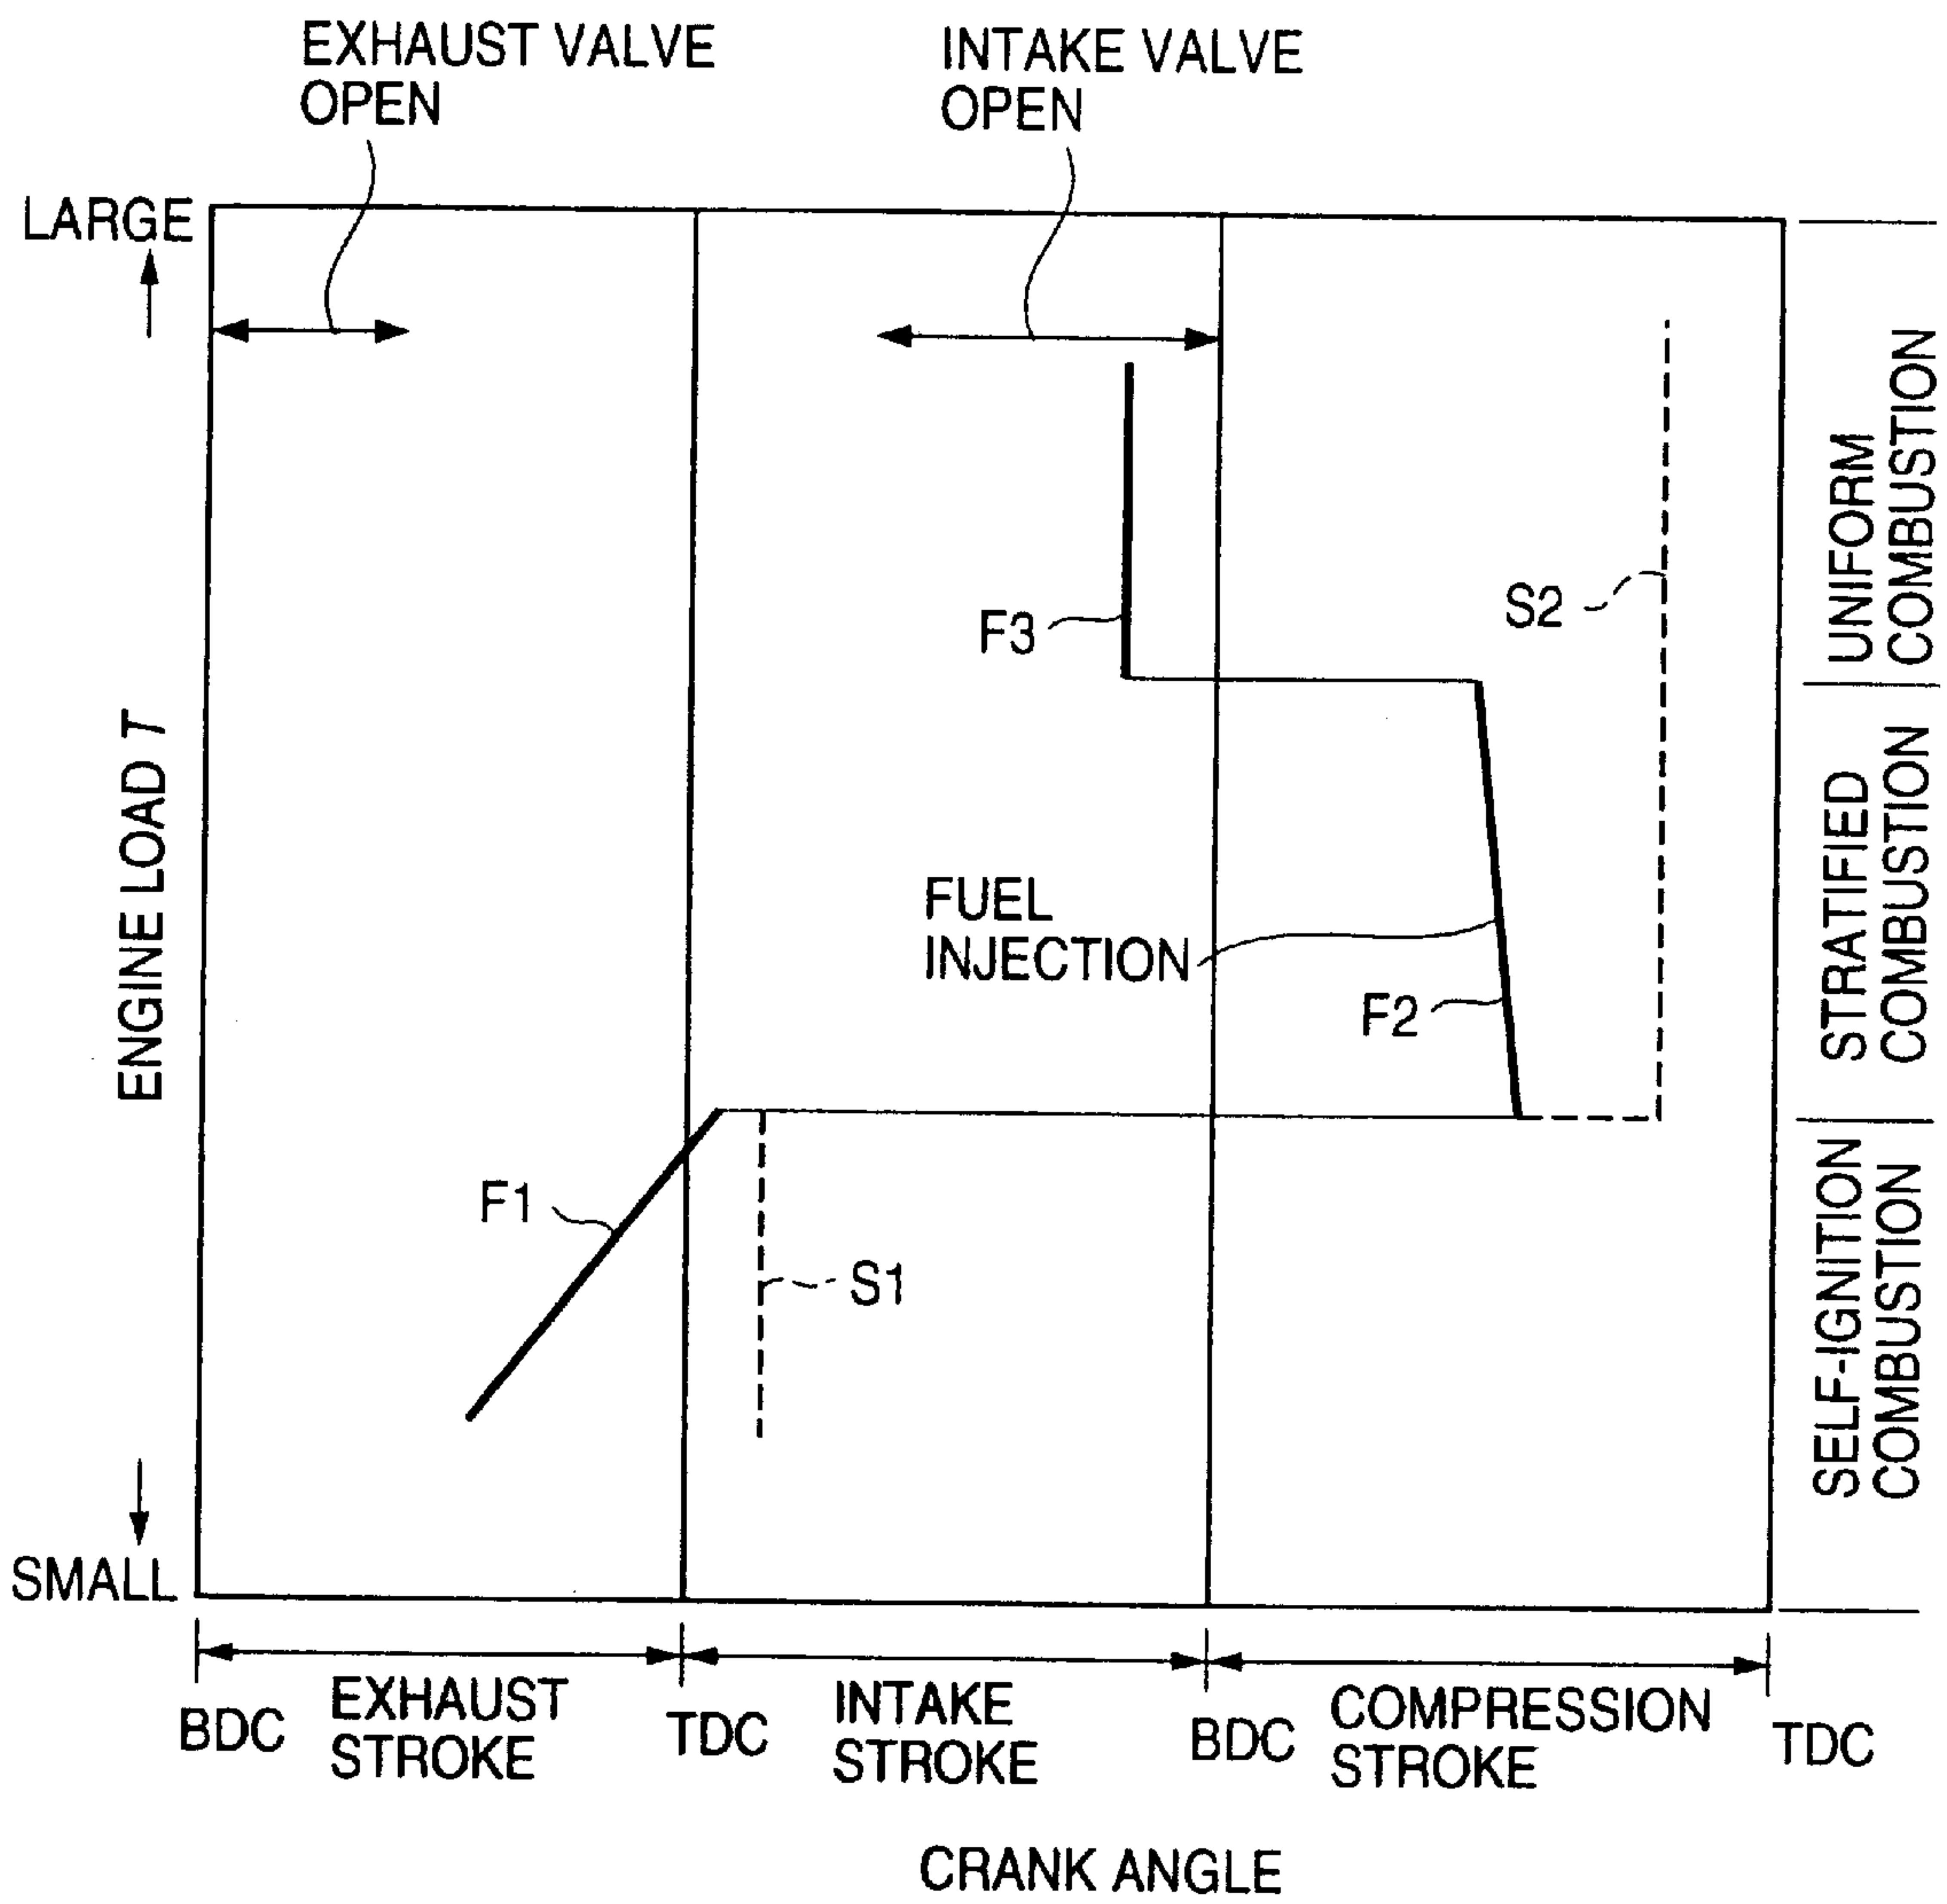 EXHAUST VALVE
OPEN
INTAKE VALVE
OPEN
LARGE
ENGINE LOAD T
SMALL
UNIFORM
COMBUSTION
STRATIFIED
COMBUSTION
SELF-IGNITION
COMBUSTION
F3
S2
FUEL
INJECTION
F2
F1
S1
BDC
EXHAUST
STROKE
TDC
INTAKE
STROKE
BDC
COMPRESSION
STROKE
TDC
CRANK ANGLE